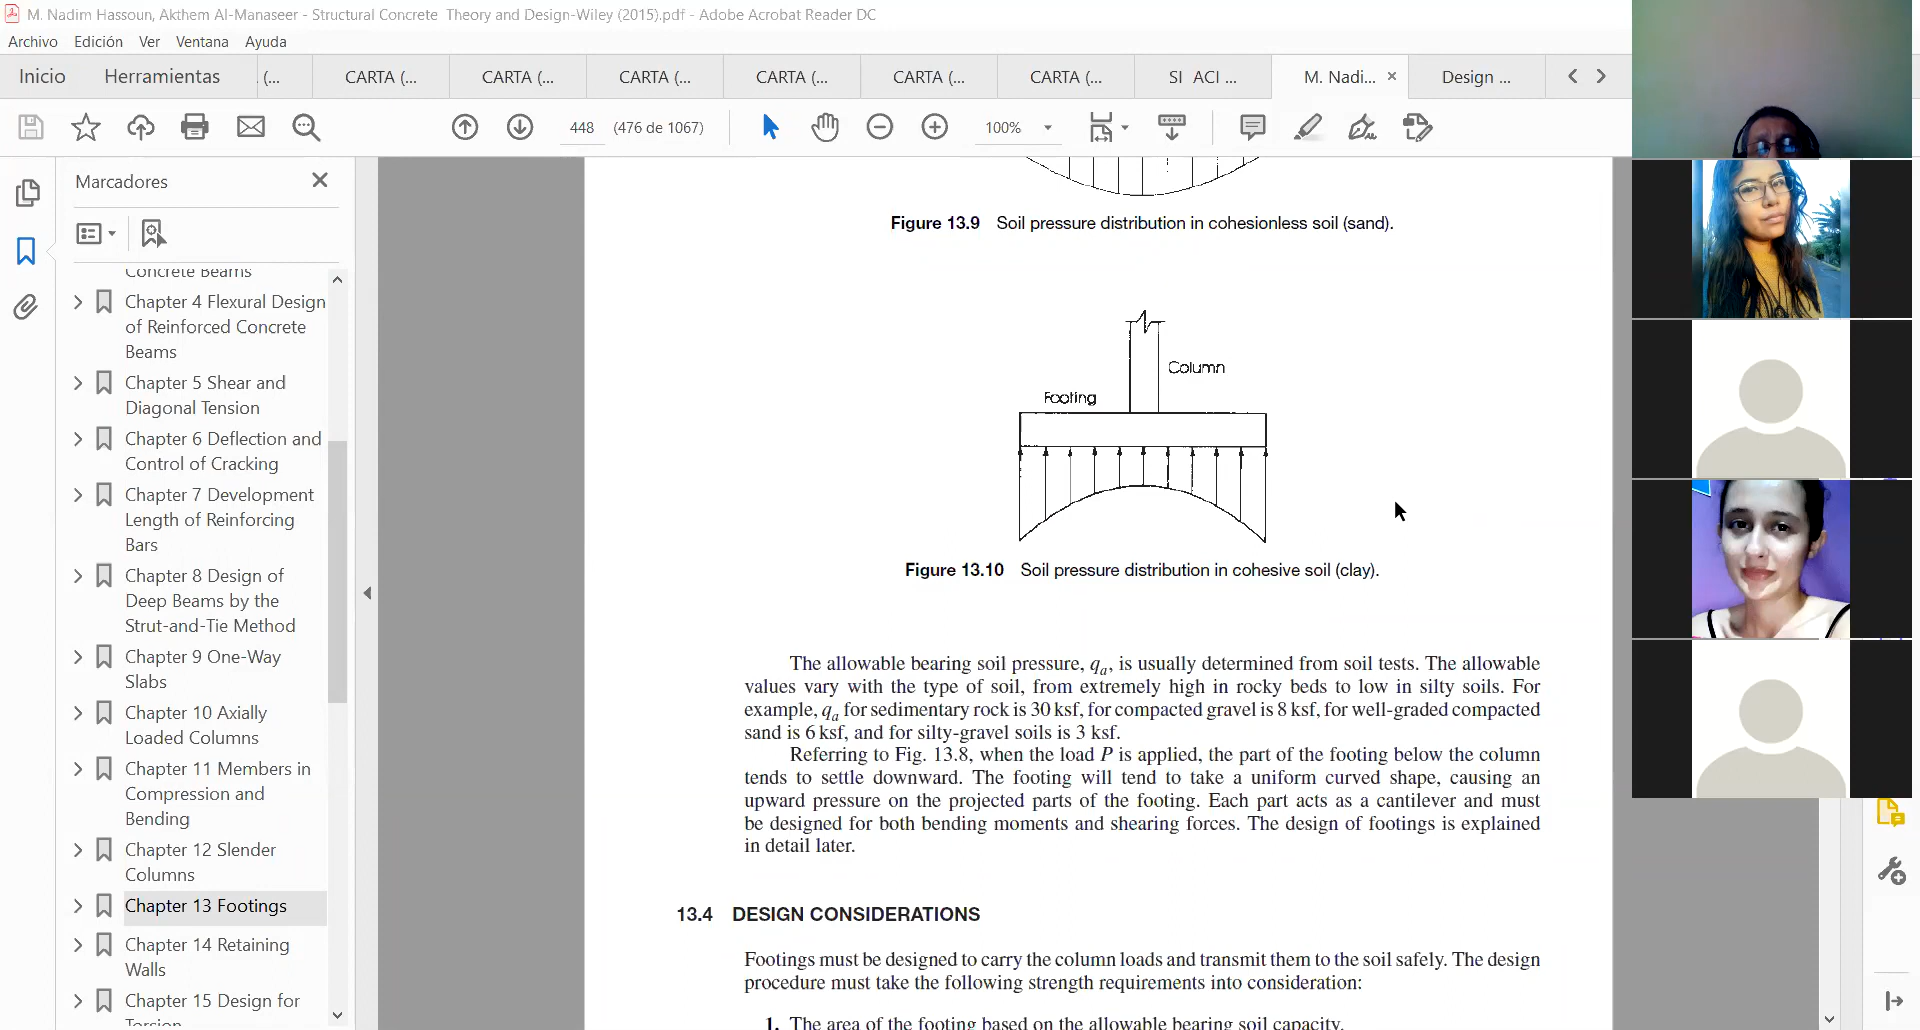 M. Nadim Hassoun, Akthem Al-Manaseer - Structural Concrete Theory and Design-Wiley (2015).pdf - Adobe Acrobat Reader DC
Archivo Edición Ver Ventana Ayuda
Inicio Herramientas (... CARTA (... CARTA (... CARTA (... CARTA (... CARTA (... CARTA (... SI ACI ... M. Nadi... × Design ...
448 (476 de 1067) 100%
Marcadores
Concrete Beams
Chapter 4 Flexural Design
of Reinforced Concrete
Beams
Chapter 5 Shear and
Diagonal Tension
Chapter 6 Deflection and
Control of Cracking
Chapter 7 Development
Length of Reinforcing
Bars
Chapter 8 Design of
Deep Beams by the
Strut-and-Tie Method
Chapter 9 One-Way
Slabs
Chapter 10 Axially
Loaded Columns
Chapter 11 Members in
Compression and
Bending
Chapter 12 Slender
Columns
Chapter 13 Footings
Chapter 14 Retaining
Walls
Chapter 15 Design for
Torsion
Figure 13.9 Soil pressure distribution in cohesionless soil (sand).
Column
Footing
Figure 13.10 Soil pressure distribution in cohesive soil (clay).
The allowable bearing soil pressure, qa, is usually determined from soil tests. The allowable
values vary with the type of soil, from extremely high in rocky beds to low in silty soils. For
example, qa for sedimentary rock is 30 ksf, for compacted gravel is 8 ksf, for well-graded compacted
sand is 6 ksf, and for silty-gravel soils is 3 ksf.
Referring to Fig. 13.8, when the load P is applied, the part of the footing below the column
tends to settle downward. The footing will tend to take a uniform curved shape, causing an
upward pressure on the projected parts of the footing. Each part acts as a cantilever and must
be designed for both bending moments and shearing forces. The design of footings is explained
in detail later.
13.4 DESIGN CONSIDERATIONS
Footings must be designed to carry the column loads and transmit them to the soil safely. The design
procedure must take the following strength requirements into consideration:
1. The area of the footing based on the allowable bearing soil capacity.